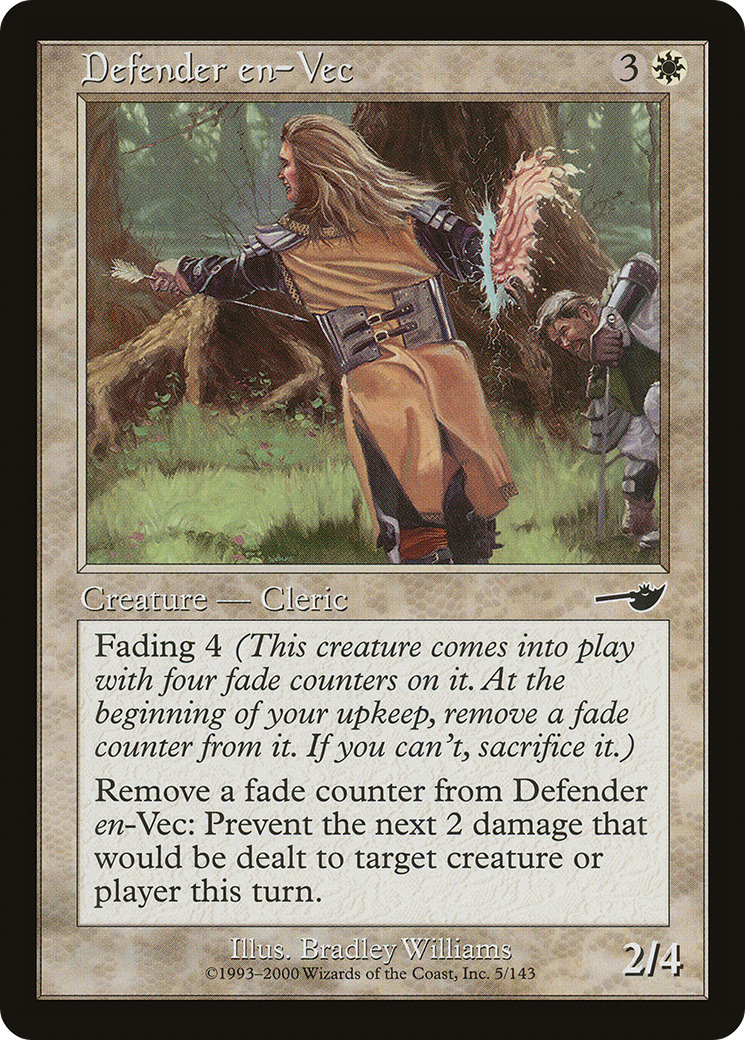 Defender en-Vec 3
Creature — Cleric
Fading 4 (This creature comes into play
with four fade counters on it. At the
beginning of your upkeep, remove a fade
counter from it. If you can't, sacrifice it.)
Remove a fade counter from Defender
en-Vec: Prevent the next 2 damage that
would be dealt to target creature or
player this turn.
Illus. Bradley Williams
©1993–2000 Wizards of the Coast, Inc. 5/143
2/4